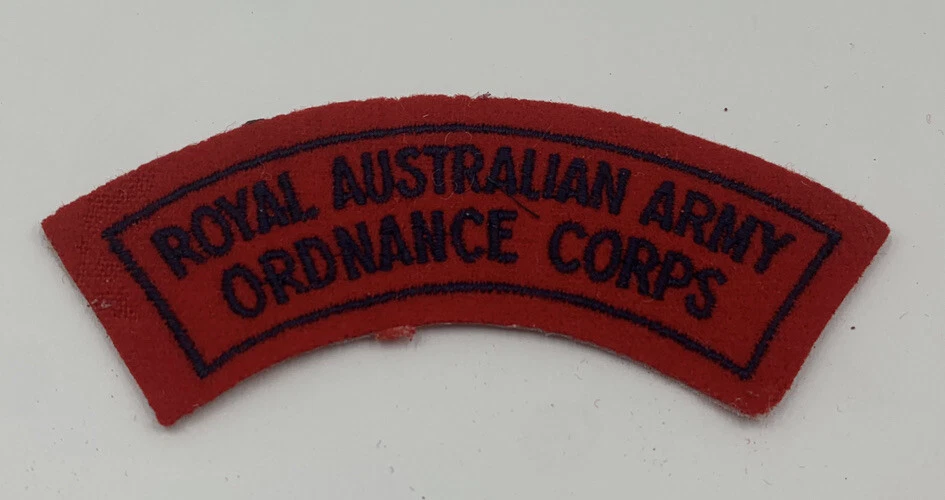 ROYAL AUSTRALIAN ARMY
ORDNANCE CORPS